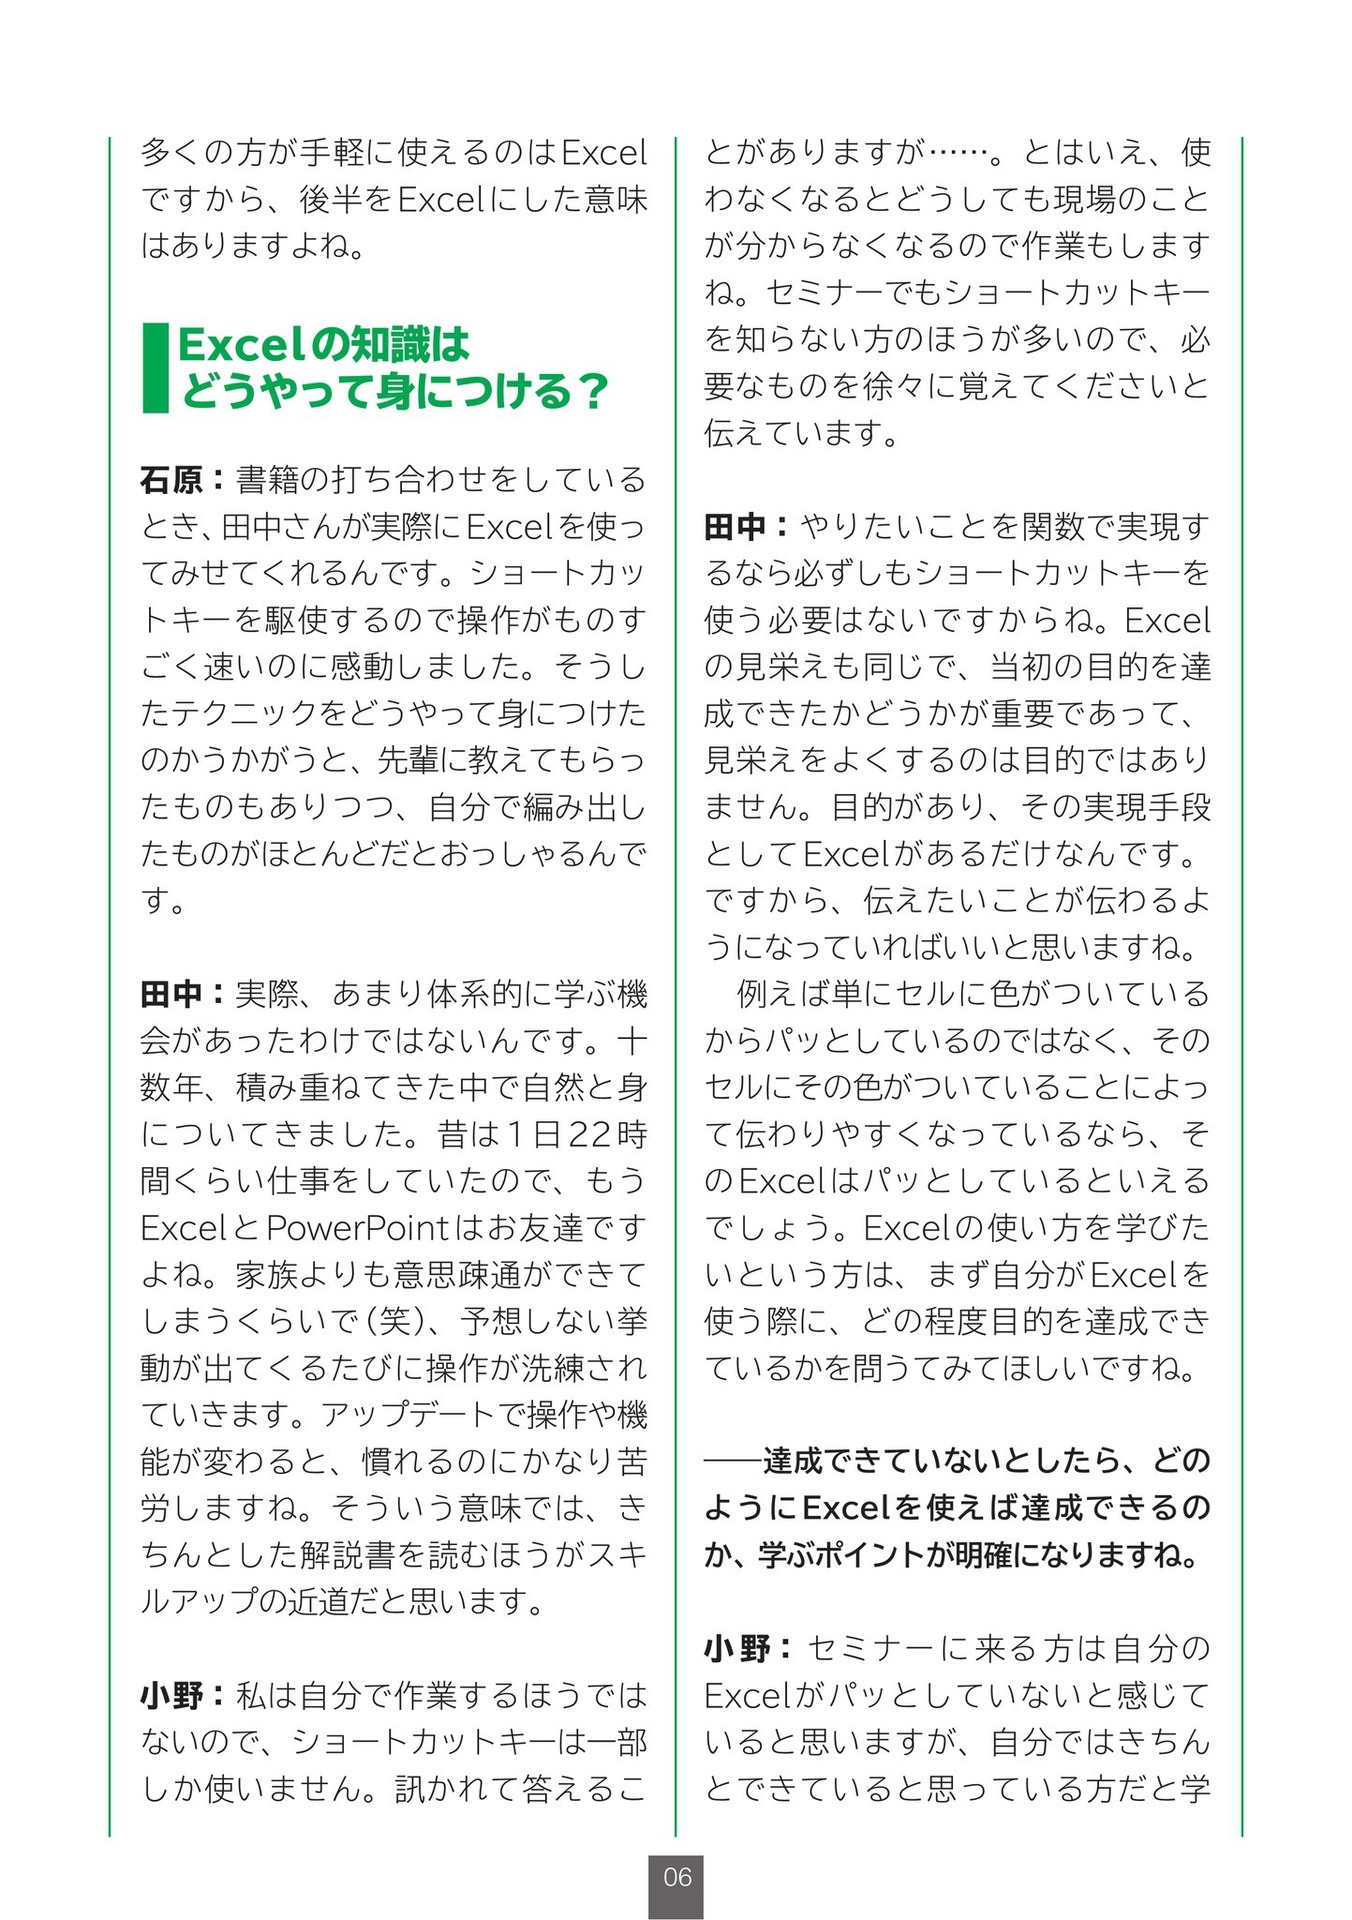 多くの方が手軽に使えるのはExcel
ですから、後半をExcelにした意味
はありますよね。
Excelの知識は
どうやって身につける？
石原：書籍の打ち合わせをしている
とき、田中さんが実際にExcelを使っ
てみせてくれるんです。ショートカッ
トキーを駆使するので操作がものす
ごく速いのに感動しました。そうし
たテクニックをどうやって身につけた
のかうかがうと、先輩に教えてもらっ
たものもありつつ、自分で編み出し
たものがほとんどだとおっしゃるんで
す。
田中：実際、あまり体系的に学ぶ機
会があったわけではないんです。十
数年、積み重ねてきた中で自然と身
についてきました。昔は1日22時
間くらい仕事をしていたので、もう
ExcelとPowerPointはお友達です
よね。家族よりも意思疎通ができて
しまうくらいで(笑)、予想しない挙
動が出てくるたびに操作が洗練され
ていきます。アップデートで操作や機
能が変わると、慣れるのにかなり苦
労しますね。そういう意味では、き
ちんとした解説書を読むほうがスキ
ルアップの近道だと思います。
小野：私は自分で作業するほうでは
ないので、ショートカットキーは一部
しか使いません。訊かれて答えるこ
とがありますが……。とはいえ、使
わなくなるとどうしても現場のこと
が分からなくなるので作業もします
ね。セミナーでもショートカットキー
を知らない方のほうが多いので、必
要なものを徐々に覚えてくださいと
伝えています。
田中：やりたいことを関数で実現す
るなら必ずしもショートカットキーを
使う必要はないですからね。Excel
の見栄えも同じで、当初の目的を達
成できたかどうかが重要であって、
見栄えをよくするのは目的ではあり
ません。目的があり、その実現手段
としてExcelがあるだけなんです。
ですから、伝えたいことが伝わるよ
うになっていればいいと思いますね。
　例えば単にセルに色がついている
からパッとしているのではなく、その
セルにその色がついていることによっ
て伝わりやすくなっているなら、そ
のExcelはパッとしているといえる
でしょう。Excelの使い方を学びた
いという方は、まず自分がExcelを
使う際に、どの程度目的を達成でき
ているかを問うてみてほしいですね。
――達成できていないとしたら、どの
ようにExcelを使えば達成できるの
か、学ぶポイントが明確になりますね。
小野：セミナーに来る方は自分の
Excelがパッとしていないと感じて
いると思いますが、自分ではきちん
とできていると思っている方だと学
06